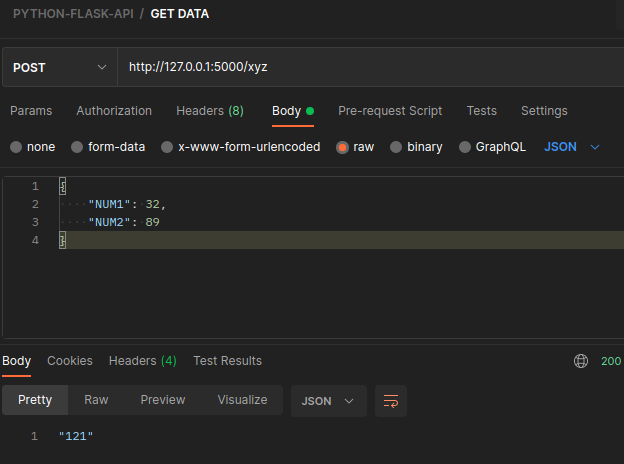 PYTHON-FLASK-API / GET DATA
POST http://127.0.0.1:5000/xyz
Params Authorization Headers (8) Body Pre-request Script Tests Settings
none form-data x-www-form-urlencoded raw binary GraphQL JSON
1 {
2 "NUM1": 32,
3 "NUM2": 89
4 }
Body Cookies Headers (4) Test Results 200
Pretty Raw Preview Visualize JSON
1 "121"